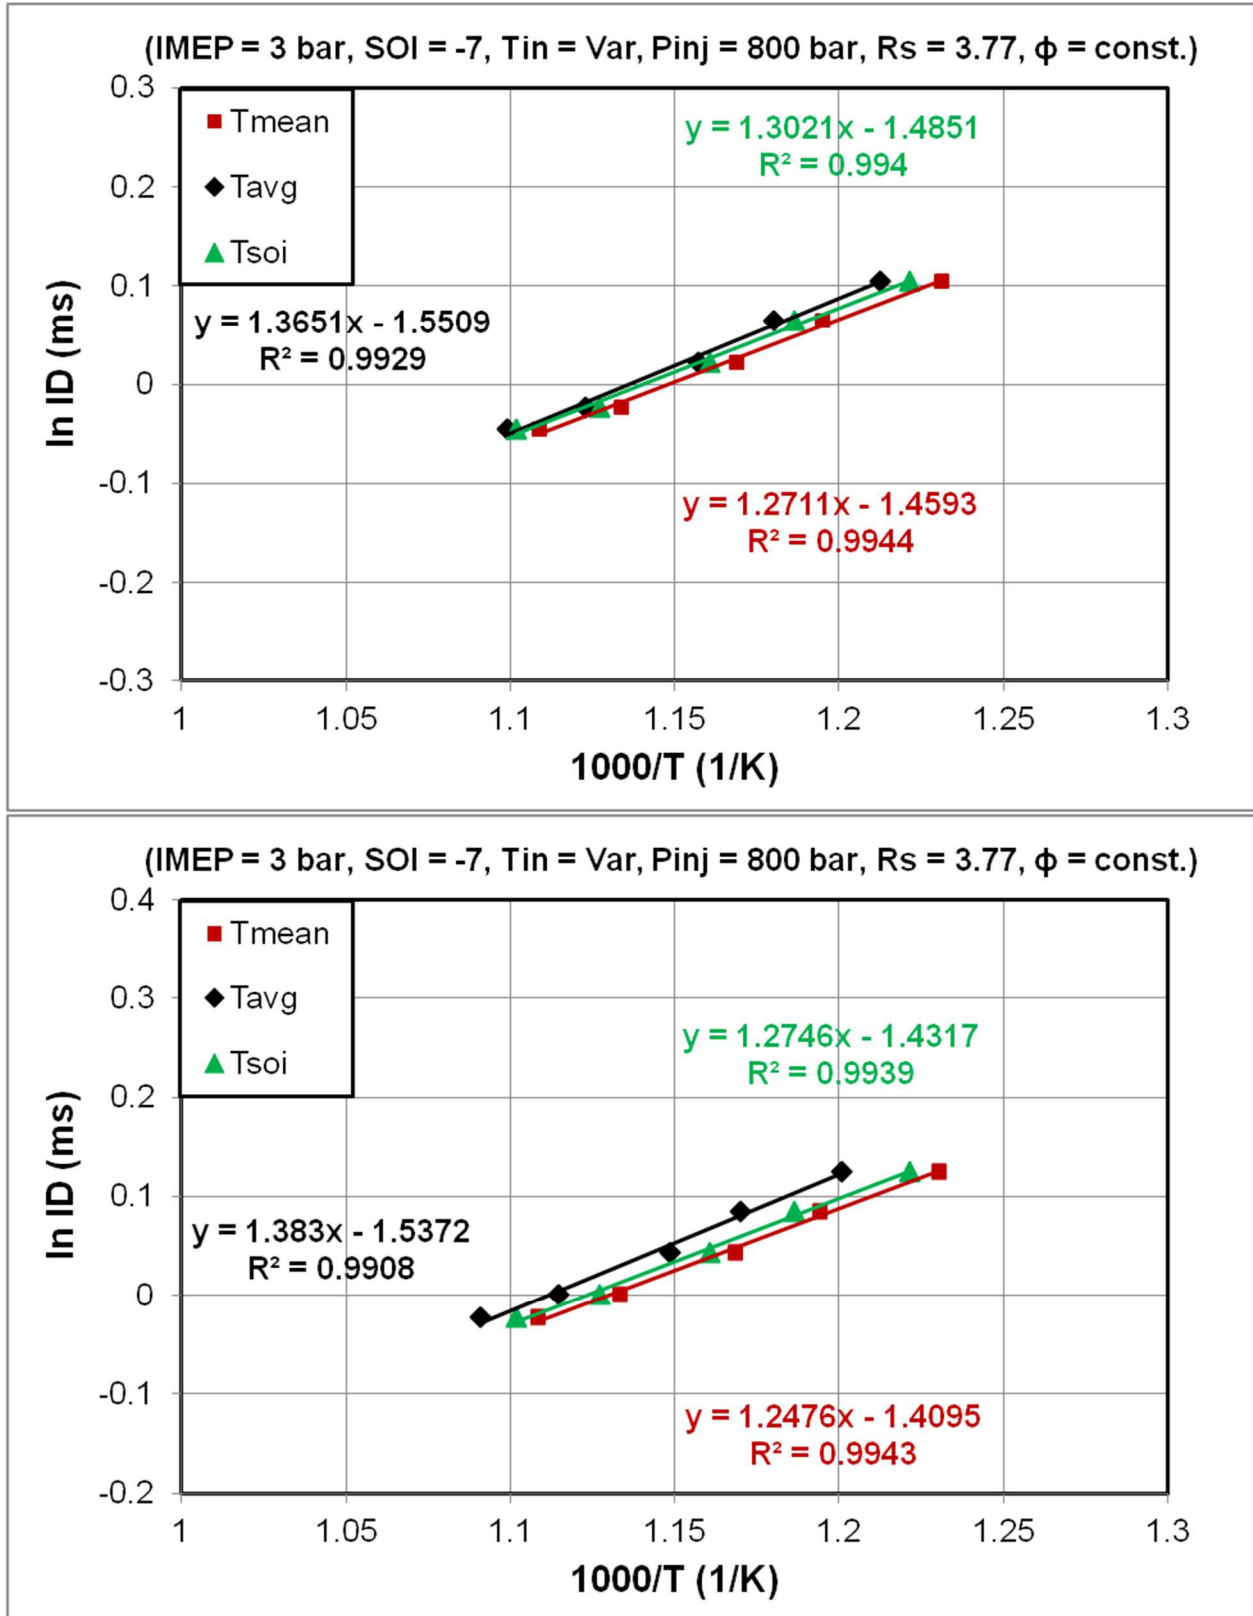 (IMEP = 3 bar, SOI = -7, Tin = Var, Pinj = 800 bar, Rs = 3.77, ϕ = const.)
0.3
0.2
0.1
0
-0.1
-0.2
-0.3
ln ID (ms)
Tmean
Tavg
Tsoi
y = 1.3021x - 1.4851
R² = 0.994
y = 1.3651x - 1.5509
R² = 0.9929
y = 1.2711x - 1.4593
R² = 0.9944
1 1.05 1.1 1.15 1.2 1.25 1.3
1000/T (1/K)
(IMEP = 3 bar, SOI = -7, Tin = Var, Pinj = 800 bar, Rs = 3.77, ϕ = const.)
0.4
0.3
0.2
0.1
0
-0.1
-0.2
ln ID (ms)
Tmean
Tavg
Tsoi
y = 1.2746x - 1.4317
R² = 0.9939
y = 1.383x - 1.5372
R² = 0.9908
y = 1.2476x - 1.4095
R² = 0.9943
1 1.05 1.1 1.15 1.2 1.25 1.3
1000/T (1/K)